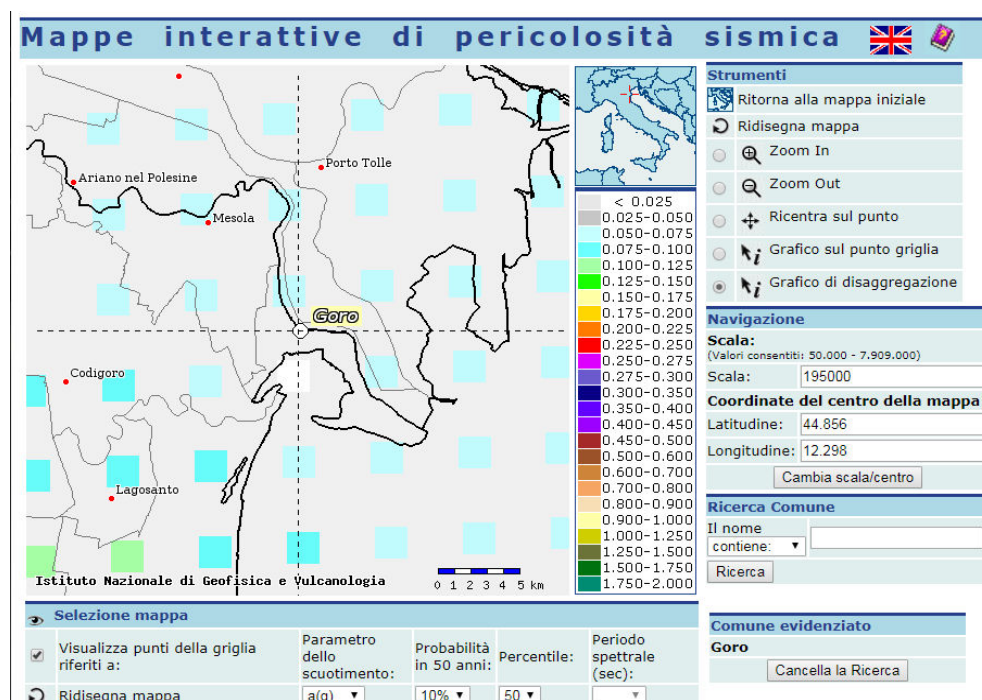 Mappe interattive di pericolosità sismica
Porto Tolle
Ariano nel Polesine
Mesola
Goro
Codigoro
Lagosanto
Istituto Nazionale di Geofisica e Vulcanologia
0 1 2 3 4 5 km
< 0.025
0.025-0.050
0.050-0.075
0.075-0.100
0.100-0.125
0.125-0.150
0.150-0.175
0.175-0.200
0.200-0.225
0.225-0.250
0.250-0.275
0.275-0.300
0.300-0.350
0.350-0.400
0.400-0.450
0.450-0.500
0.500-0.600
0.600-0.700
0.700-0.800
0.800-0.900
0.900-1.000
1.000-1.250
1.250-1.500
1.500-1.750
1.750-2.000
Strumenti
Ritorna alla mappa iniziale
Ridisegna mappa
Zoom In
Zoom Out
Ricentra sul punto
Grafico sul punto griglia
Grafico di disaggregazione
Navigazione
Scala:
(Valori consentiti: 50.000 - 7.909.000)
Scala: 195000
Coordinate del centro della mappa
Latitudine: 44.856
Longitudine: 12.298
Cambia scala/centro
Ricerca Comune
Il nome
contiene:
Ricerca
Comune evidenziato
Goro
Cancella la Ricerca
Selezione mappa
Visualizza punti della griglia
riferiti a:
Parametro
dello
scuotimento:
Probabilità
in 50 anni:
Percentile:
Periodo
spettrale
(sec):
Ridisegna mappa
a(g)
10%
50